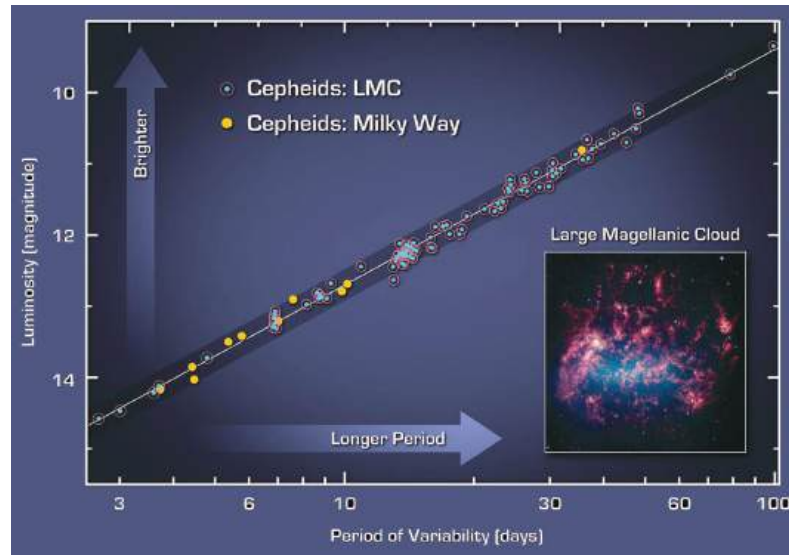 Brighter
Cepheids: LMC
Cepheids: Milky Way
Luminosity [magnitude]
10
12
14
Large Magellanic Cloud
Longer Period
3
6
10
30
60
100
Period of Variability [days]